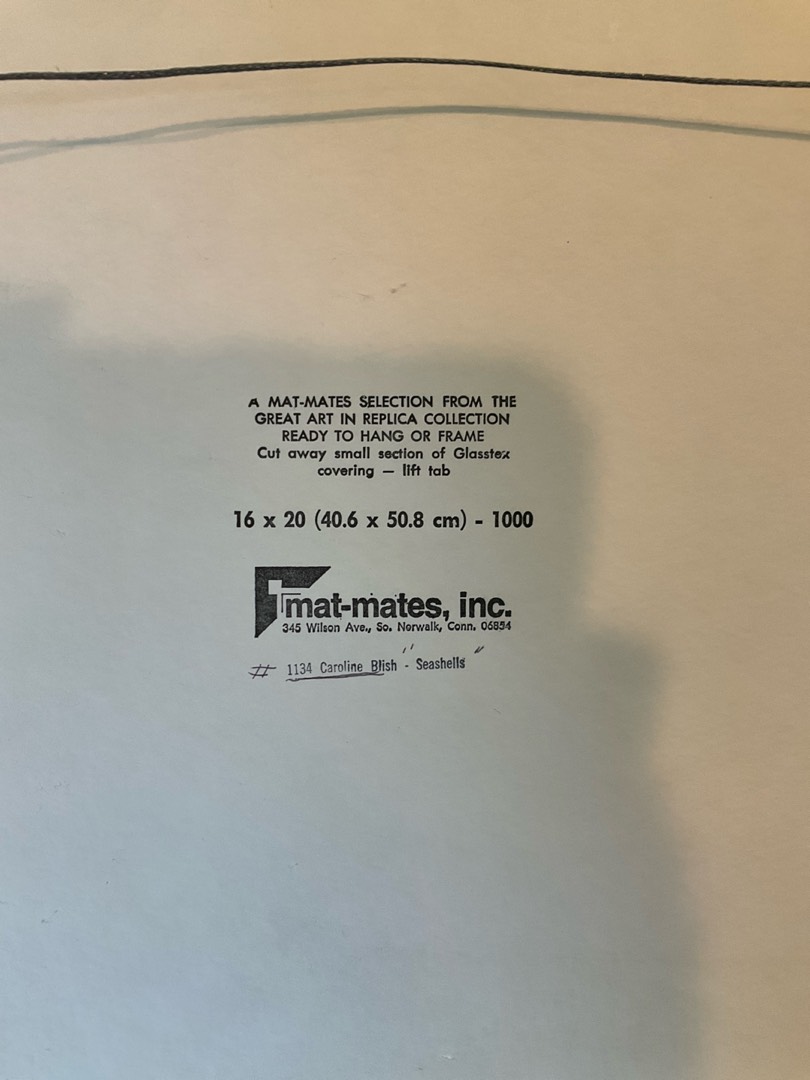 A MAT-MATES SELECTION FROM THE
GREAT ART IN REPLICA COLLECTION
READY TO HANG OR FRAME
Cut away small section of Glasstex
covering — lift tab
16 x 20 (40.6 x 50.8 cm) - 1000
mat-mates, inc.
345 Wilson Ave., So. Norwalk, Conn. 06854
# 1134 Caroline Blish - "Seashells"